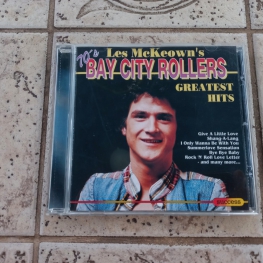 70's
Les McKeown's
BAY CITY ROLLERS
GREATEST
HITS
Give A Little Love
Shang-A-Lang
I Only Wanna Be With You
Summerlove Sensation
Bye Bye Baby
Rock 'N' Roll Love Letter
- and many more...
SUCCESS